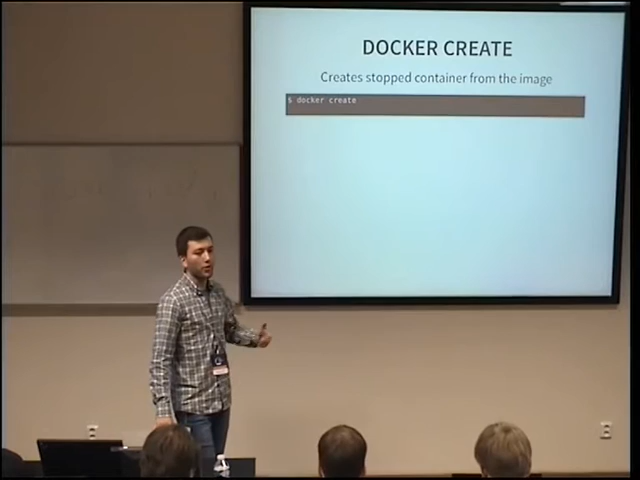 DOCKER CREATE
Creates stopped container from the image
$ docker create